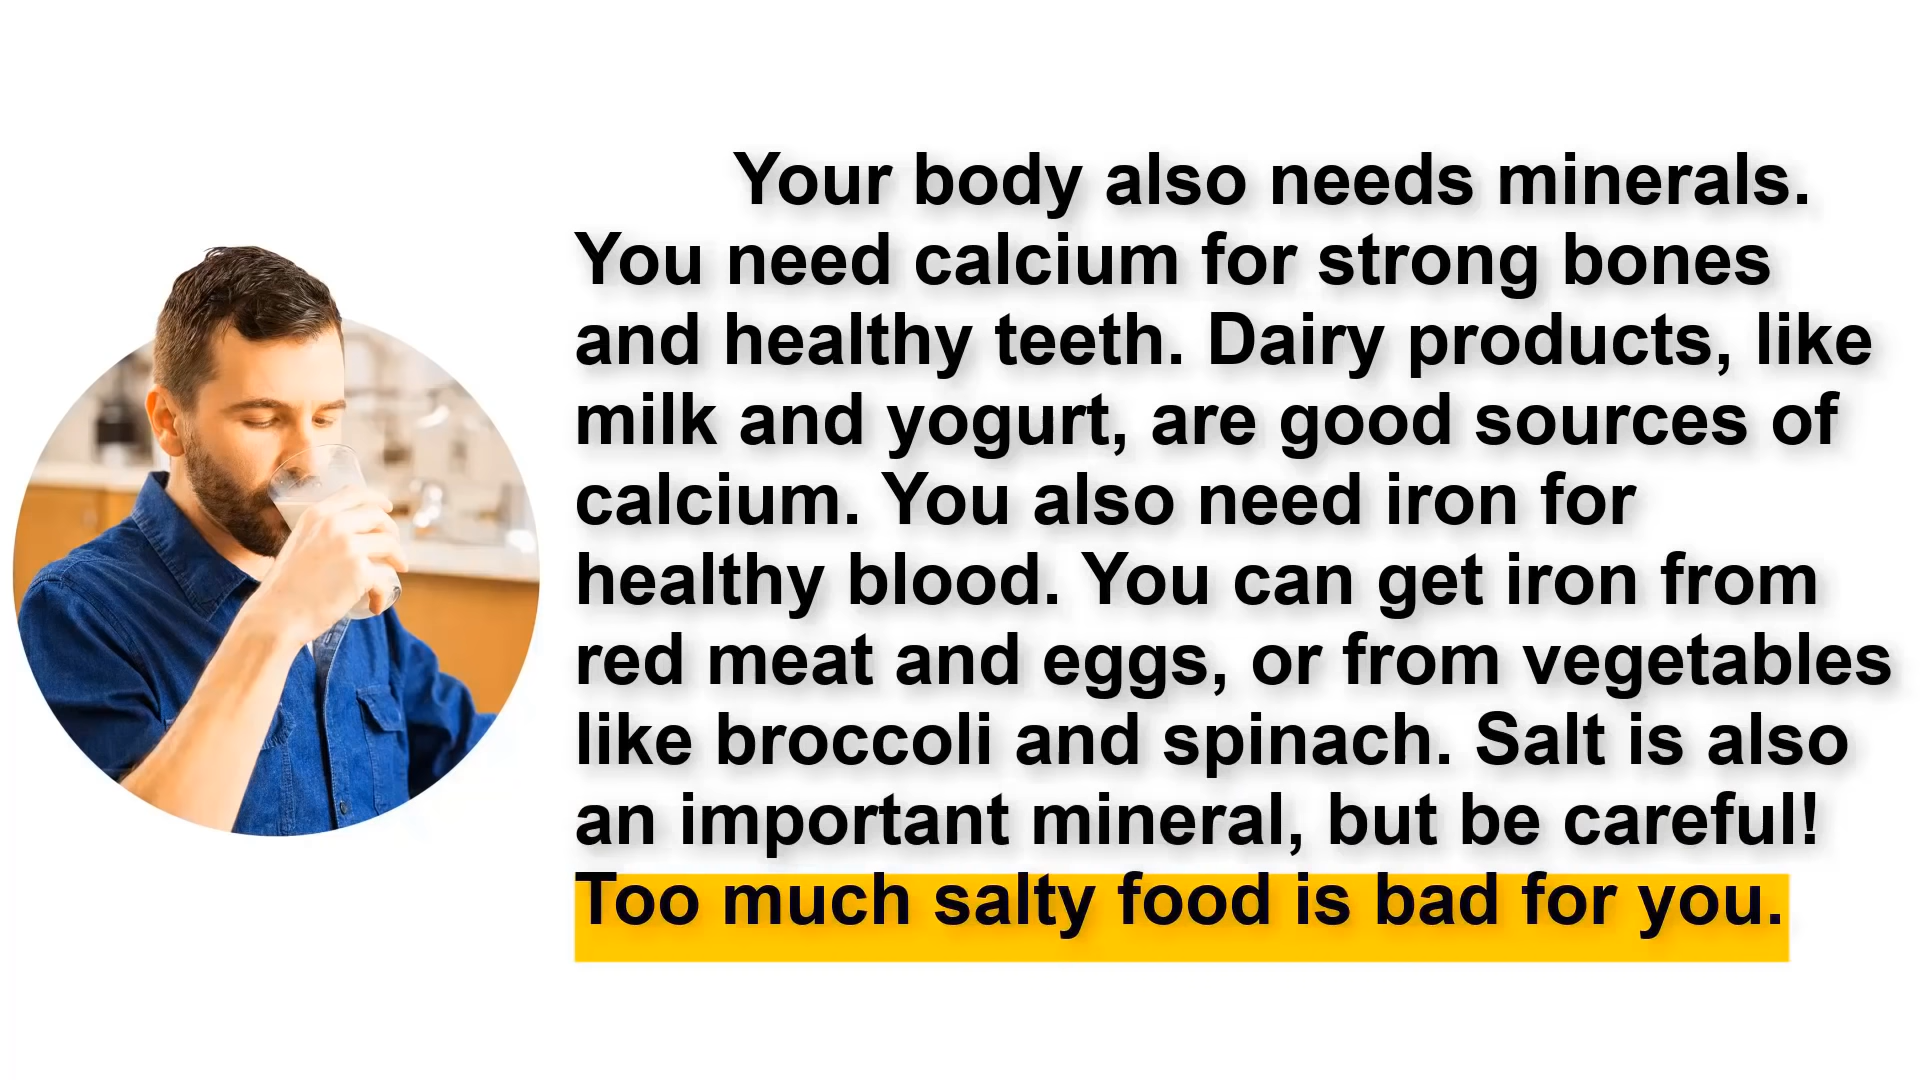 Your body also needs minerals.
You need calcium for strong bones
and healthy teeth. Dairy products, like
milk and yogurt, are good sources of
calcium. You also need iron for
healthy blood. You can get iron from
red meat and eggs, or from vegetables
like broccoli and spinach. Salt is also
an important mineral, but be careful!
Too much salty food is bad for you.